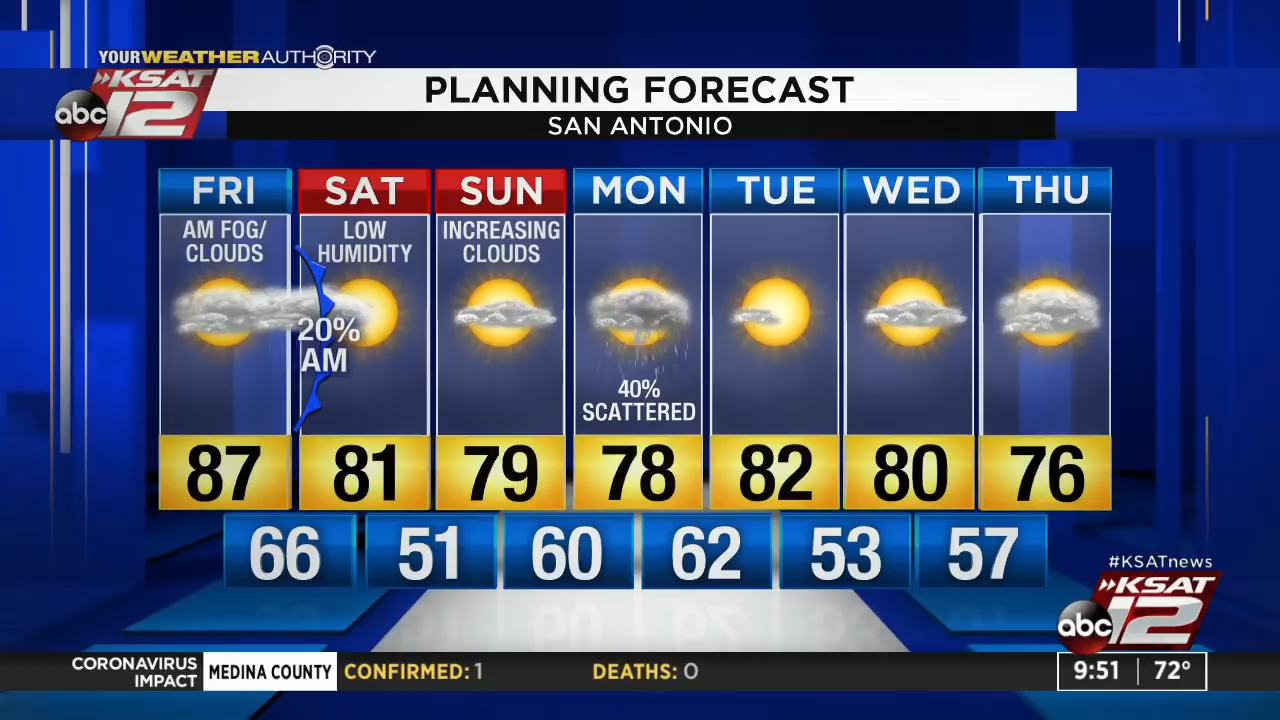 YOURWEATHERAUTHORITY
KSAT
abc 12
PLANNING FORECAST
SAN ANTONIO
FRI SAT SUN MON TUE WED THU
AM FOG/
CLOUDS
LOW
HUMIDITY
INCREASING
CLOUDS
20%
AM
40%
SCATTERED
87 81 79 78 82 80 76
66 51 60 62 53 57
#KSATnews
KSAT
abc 12
CORONAVIRUS
IMPACT
MEDINA COUNTY CONFIRMED: 1 DEATHS: 0
9:51 72°